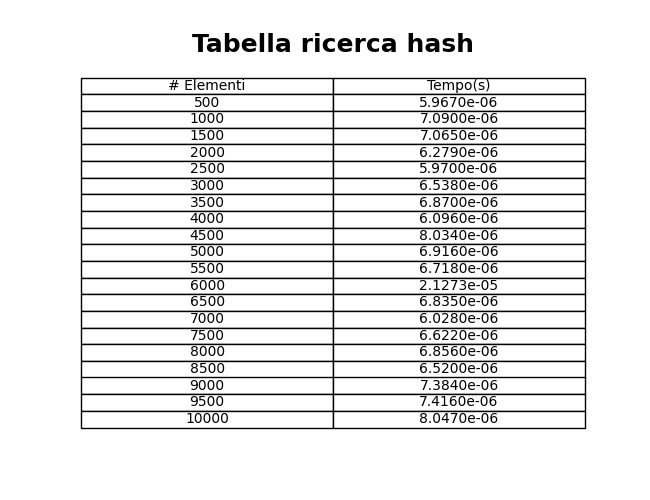 Tabella ricerca hash
# Elementi Tempo(s)
500 5.9670e-06
1000 7.0900e-06
1500 7.0650e-06
2000 6.2790e-06
2500 5.9700e-06
3000 6.5380e-06
3500 6.8700e-06
4000 6.0960e-06
4500 8.0340e-06
5000 6.9160e-06
5500 6.7180e-06
6000 2.1273e-05
6500 6.8350e-06
7000 6.0280e-06
7500 6.6220e-06
8000 6.8560e-06
8500 6.5200e-06
9000 7.3840e-06
9500 7.4160e-06
10000 8.0470e-06